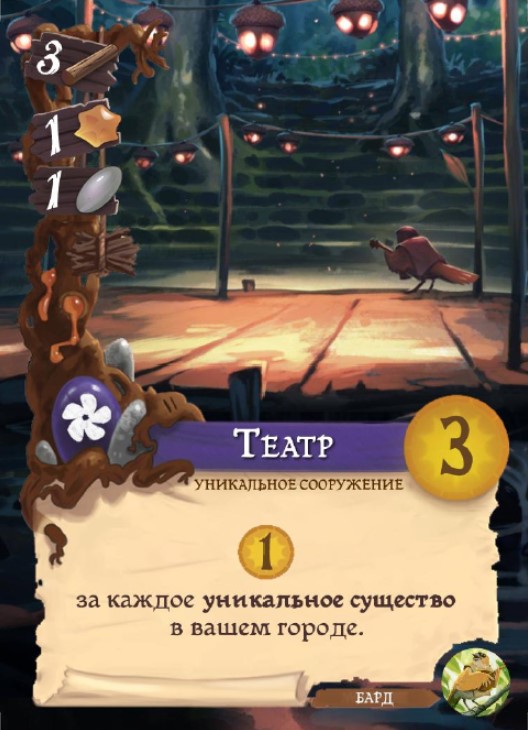 3
1
1
Театр
3
уникальное сооружение
1
за каждое уникальное существо
в вашем городе.
бард